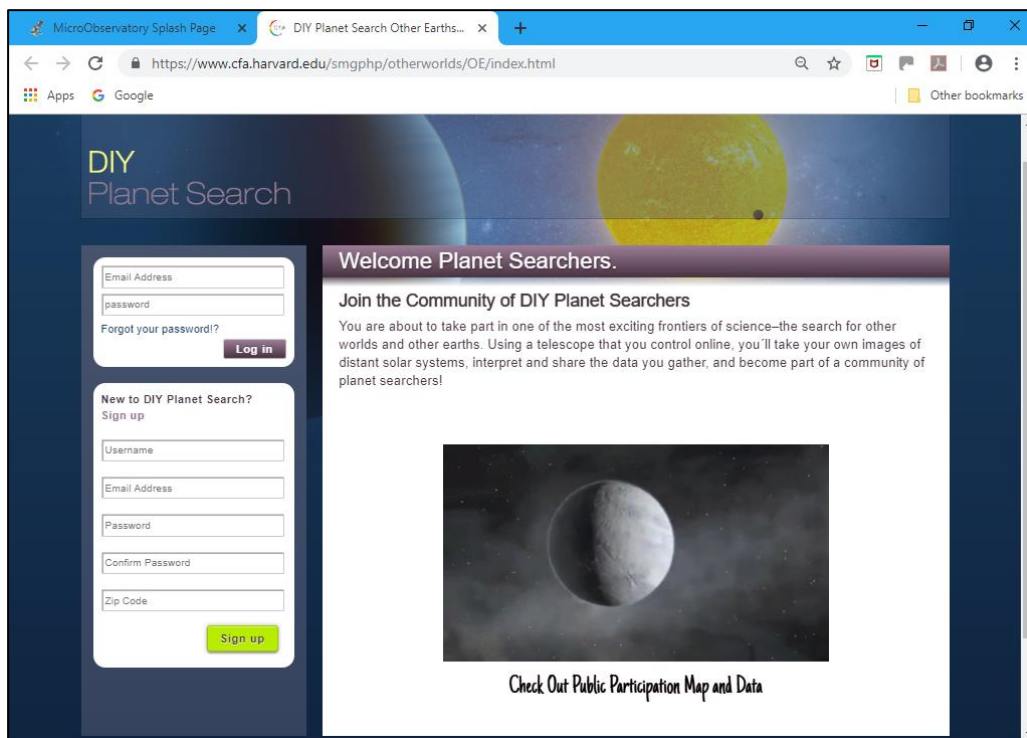 MicroObservatory Splash Page
DIY Planet Search Other Earths...
https://www.cfa.harvard.edu/smgphp/otherworlds/OE/index.html
Apps
Google
Other bookmarks
DIY
Planet Search
Email Address
password
Forgot your password!?
Log in
New to DIY Planet Search?
Sign up
Username
Email Address
Password
Confirm Password
Zip Code
Sign up
Welcome Planet Searchers.
Join the Community of DIY Planet Searchers
You are about to take part in one of the most exciting frontiers of science–the search for other
worlds and other earths. Using a telescope that you control online, you´ll take your own images of
distant solar systems, interpret and share the data you gather, and become part of a community of
planet searchers!
Check Out Public Participation Map and Data